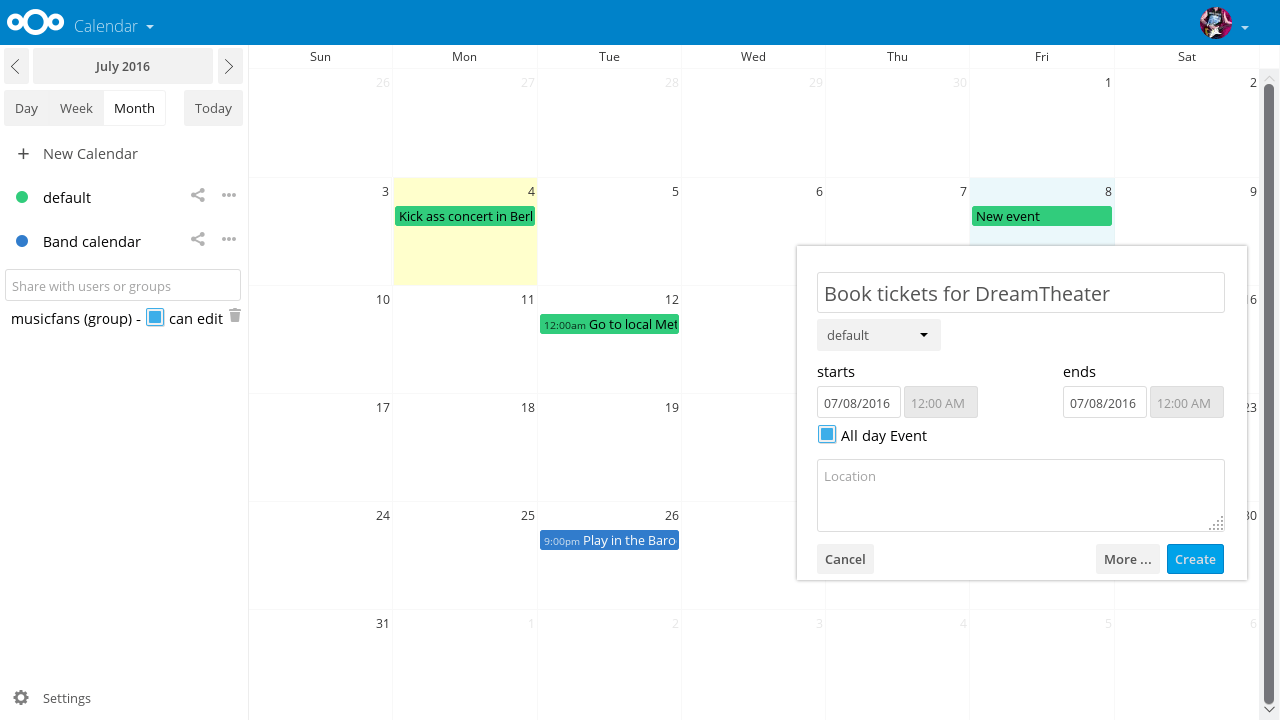 Calendar
July 2016
Day Week Month Today
+ New Calendar
default
Band calendar
Share with users or groups
musicfans (group) - can edit
Settings
Sun Mon Tue Wed Thu Fri Sat
26 27 28 29 30 1 2
3 4 5 6 7 8 9
Kick ass concert in Berl
New event
10 11 12
12:00am Go to local Met
17 18 19
24 25 26
9:00pm Play in the Baro
31 1 2 3 4 5 6
Book tickets for DreamTheater
default
starts ends
07/08/2016 12:00 AM 07/08/2016 12:00 AM
All day Event
Location
Cancel More ... Create